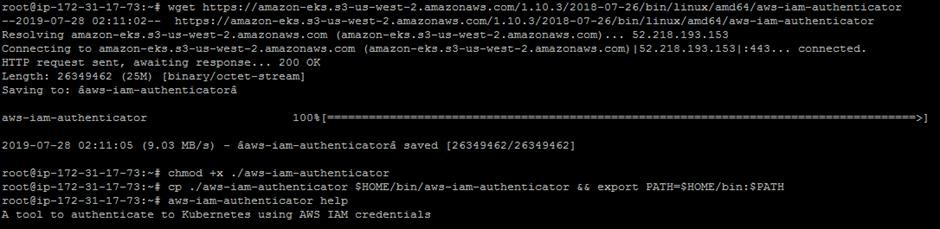 root@ip-172-31-17-73:~# wget https://amazon-eks.s3-us-west-2.amazonaws.com/1.10.3/2018-07-26/bin/linux/amd64/aws-iam-authenticator
--2019-07-28 02:11:02--  https://amazon-eks.s3-us-west-2.amazonaws.com/1.10.3/2018-07-26/bin/linux/amd64/aws-iam-authenticator
Resolving amazon-eks.s3-us-west-2.amazonaws.com (amazon-eks.s3-us-west-2.amazonaws.com)... 52.218.193.153
Connecting to amazon-eks.s3-us-west-2.amazonaws.com (amazon-eks.s3-us-west-2.amazonaws.com)|52.218.193.153|:443... connected.
HTTP request sent, awaiting response... 200 OK
Length: 26349462 (25M) [binary/octet-stream]
Saving to: âaws-iam-authenticatorâ
aws-iam-authenticator 100%[=====================================================================================>]
2019-07-28 02:11:05 (9.03 MB/s) - âaws-iam-authenticatorâ saved [26349462/26349462]
root@ip-172-31-17-73:~# chmod +x ./aws-iam-authenticator
root@ip-172-31-17-73:~# cp ./aws-iam-authenticator $HOME/bin/aws-iam-authenticator && export PATH=$HOME/bin:$PATH
root@ip-172-31-17-73:~# aws-iam-authenticator help
A tool to authenticate to Kubernetes using AWS IAM credentials